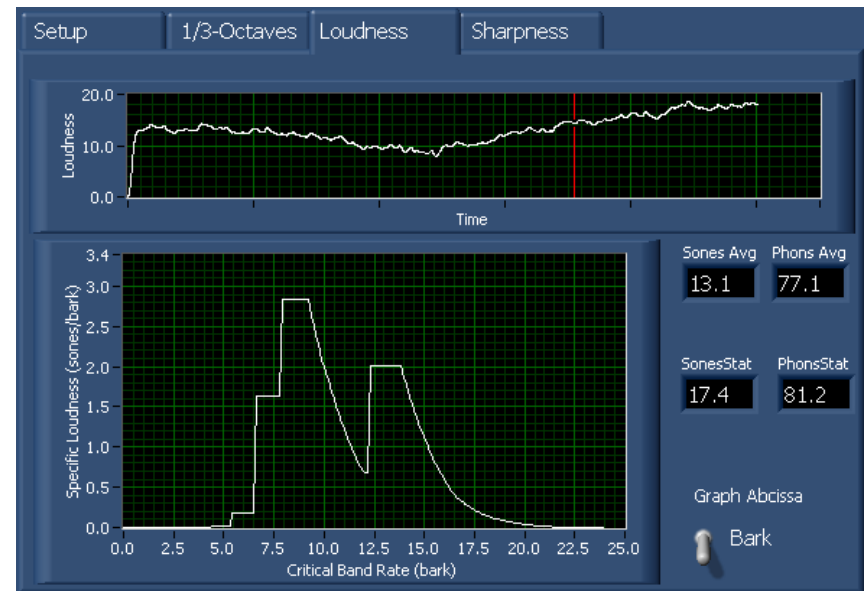 Setup 1/3-Octaves Loudness Sharpness
20.0
Loudness
10.0
0.0
Time
3.4
3.0
2.5
2.0
1.5
1.0
0.5
0.0
Specific Loudness (sones/bark)
0.0 2.5 5.0 7.5 10.0 12.5 15.0 17.5 20.0 22.5 25.0
Critical Band Rate (bark)
Sones Avg Phons Avg
13.1 77.1
SonesStat PhonsStat
17.4 81.2
Graph Abcissa
Bark